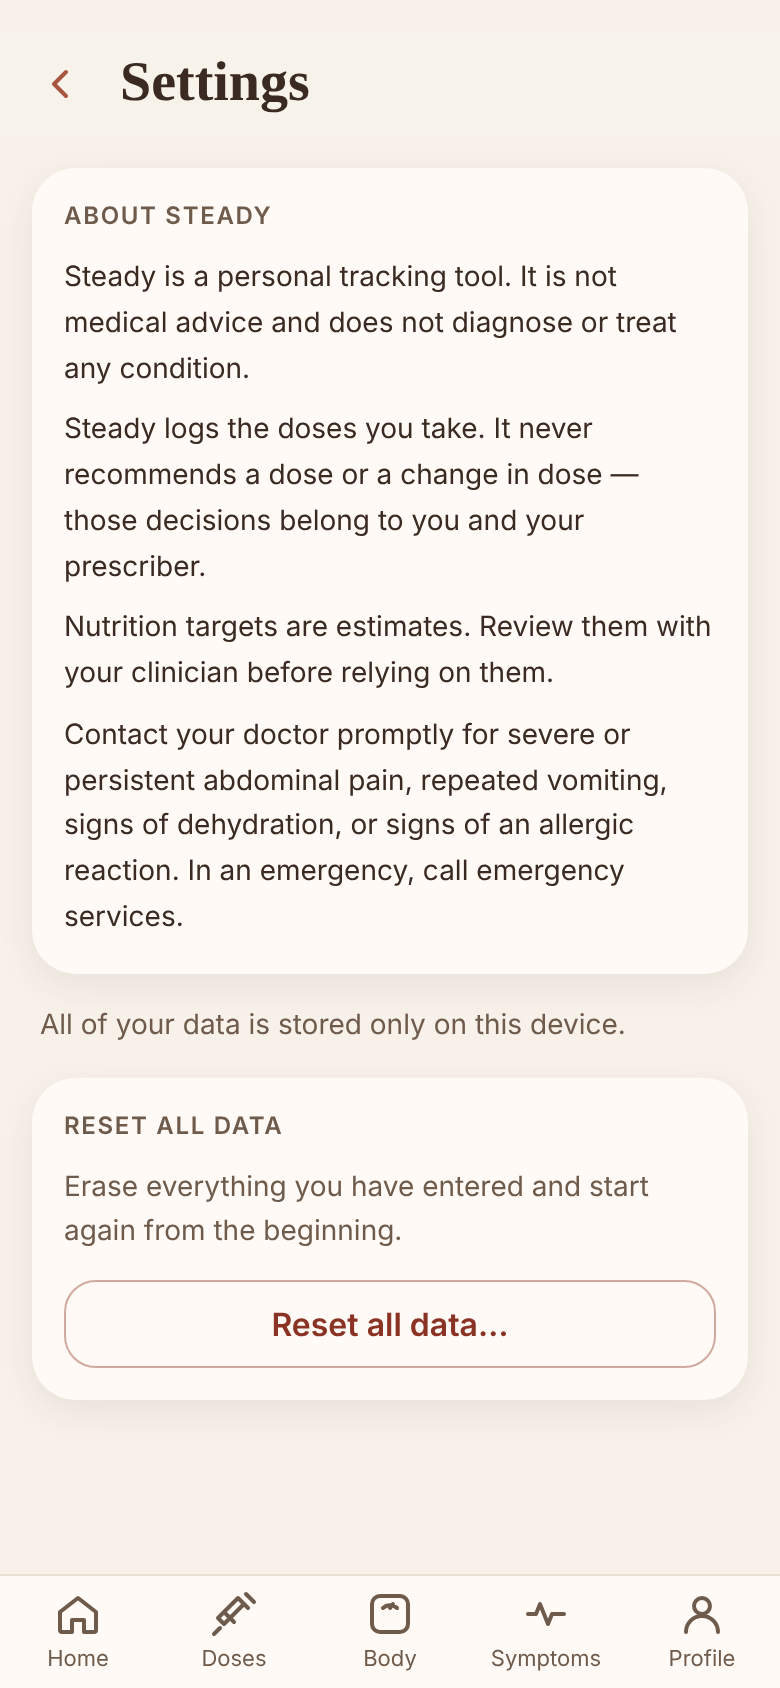 Settings
ABOUT STEADY
Steady is a personal tracking tool. It is not
medical advice and does not diagnose or treat
any condition.
Steady logs the doses you take. It never
recommends a dose or a change in dose —
those decisions belong to you and your
prescriber.
Nutrition targets are estimates. Review them with
your clinician before relying on them.
Contact your doctor promptly for severe or
persistent abdominal pain, repeated vomiting,
signs of dehydration, or signs of an allergic
reaction. In an emergency, call emergency
services.
All of your data is stored only on this device.
RESET ALL DATA
Erase everything you have entered and start
again from the beginning.
Reset all data...
Home
Doses
Body
Symptoms
Profile